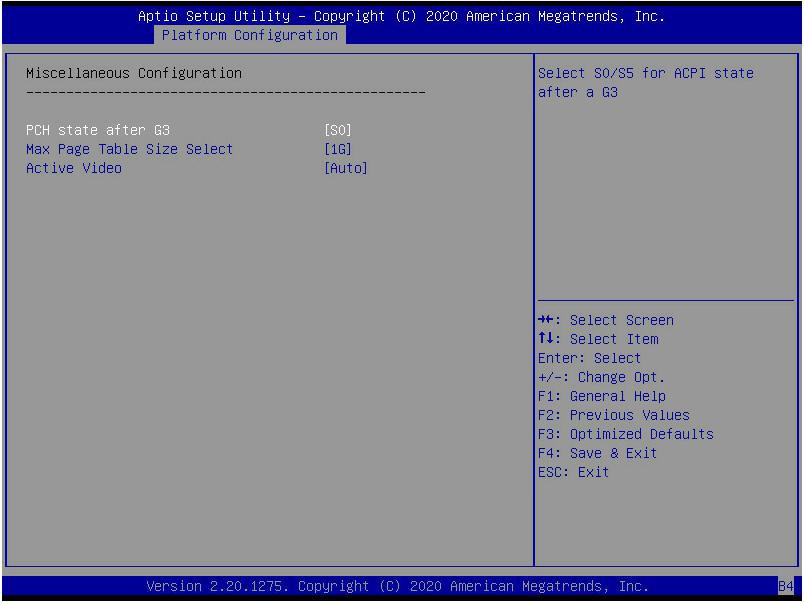 Aptio Setup Utility – Copyright (C) 2020 American Megatrends, Inc.
Platform Configuration
Miscellaneous Configuration
--------------------------------------------------
PCH state after G3 [S0]
Max Page Table Size Select [1G]
Active Video [Auto]
Select S0/S5 for ACPI state
after a G3
→←: Select Screen
↑↓: Select Item
Enter: Select
+/-: Change Opt.
F1: General Help
F2: Previous Values
F3: Optimized Defaults
F4: Save & Exit
ESC: Exit
Version 2.20.1275. Copyright (C) 2020 American Megatrends, Inc.
B4